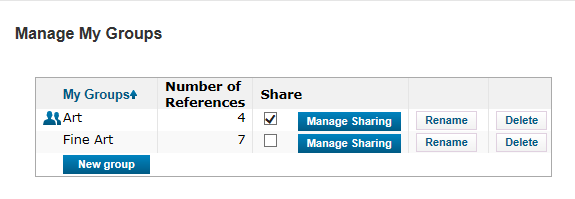 Manage My Groups
My Groups Number of References Share
Art 4 Manage Sharing Rename Delete
Fine Art 7 Manage Sharing Rename Delete
New group